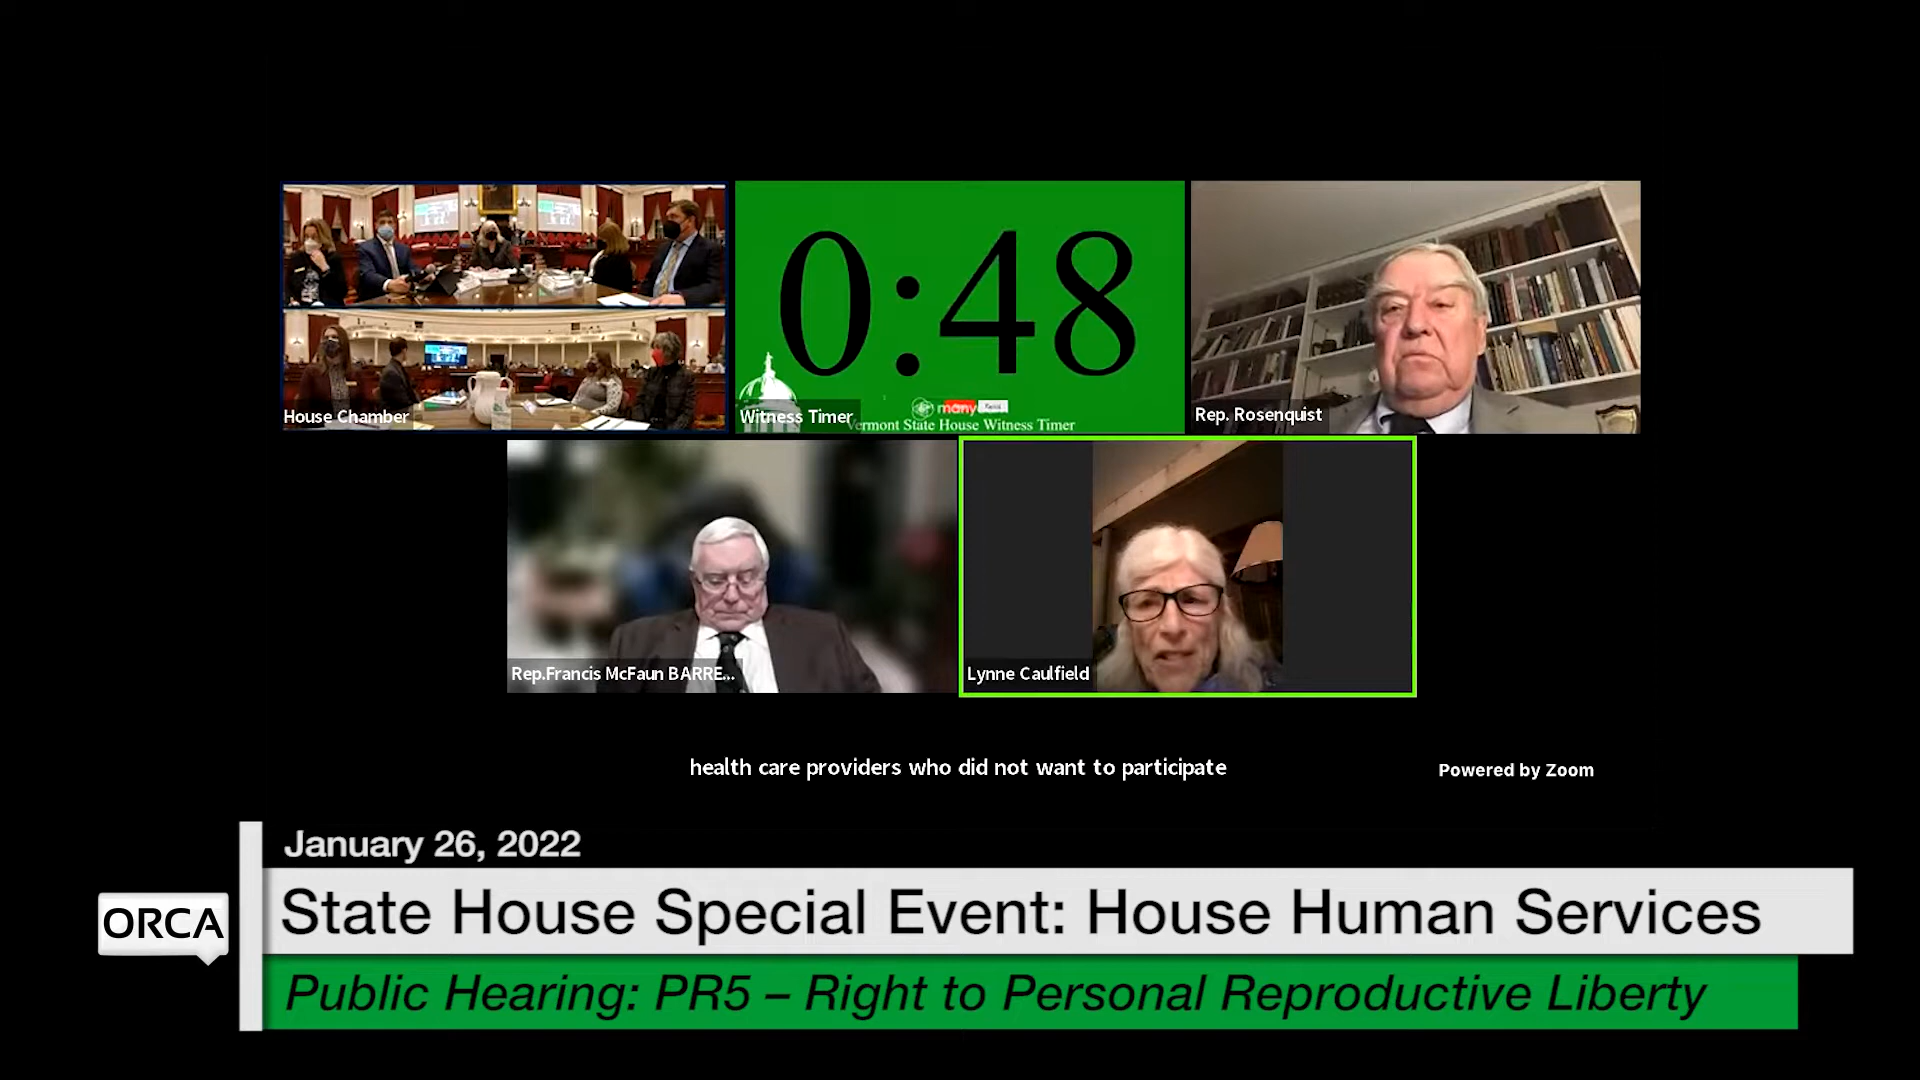 0:48
House Chamber
Witness Timer
many
Vermont State House Witness Timer
Rep. Rosenquist
Rep.Francis McFaun BARRE...
Lynne Caulfield
health care providers who did not want to participate
Powered by Zoom
January 26, 2022
ORCA
State House Special Event: House Human Services
Public Hearing: PR5 – Right to Personal Reproductive Liberty